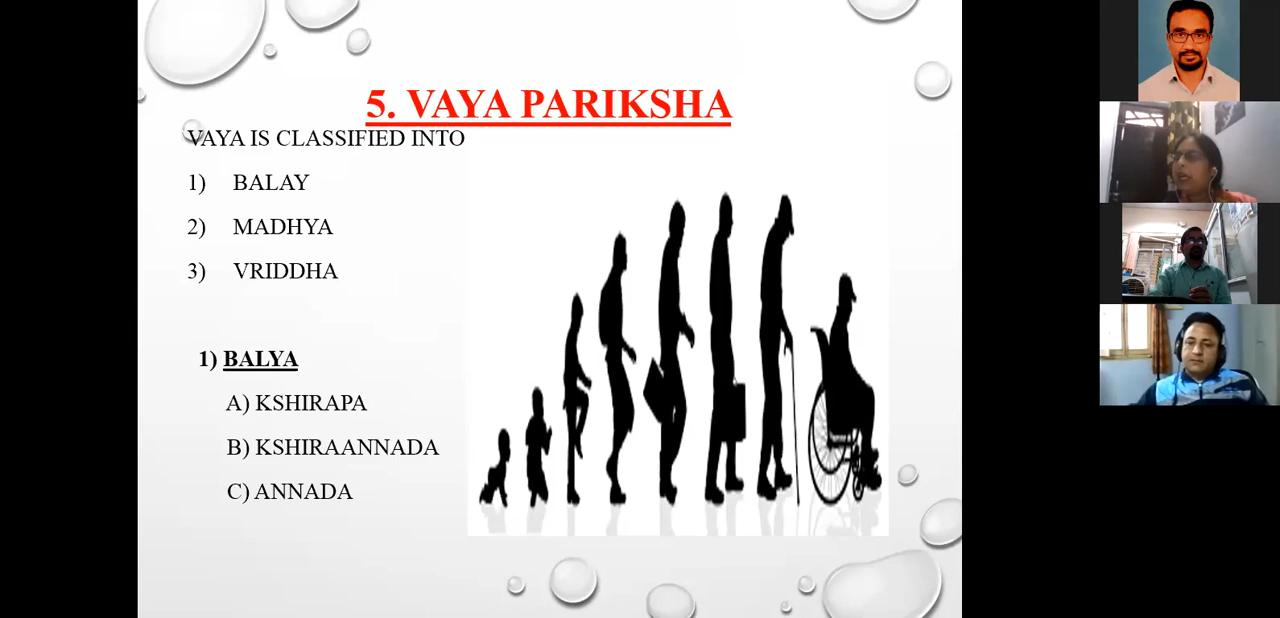 5. VAYA PARIKSHA
VAYA IS CLASSIFIED INTO
1) BALAY
2) MADHYA
3) VRIDDHA
1) BALYA
A) KSHIRAPA
B) KSHIRAANNADA
C) ANNADA